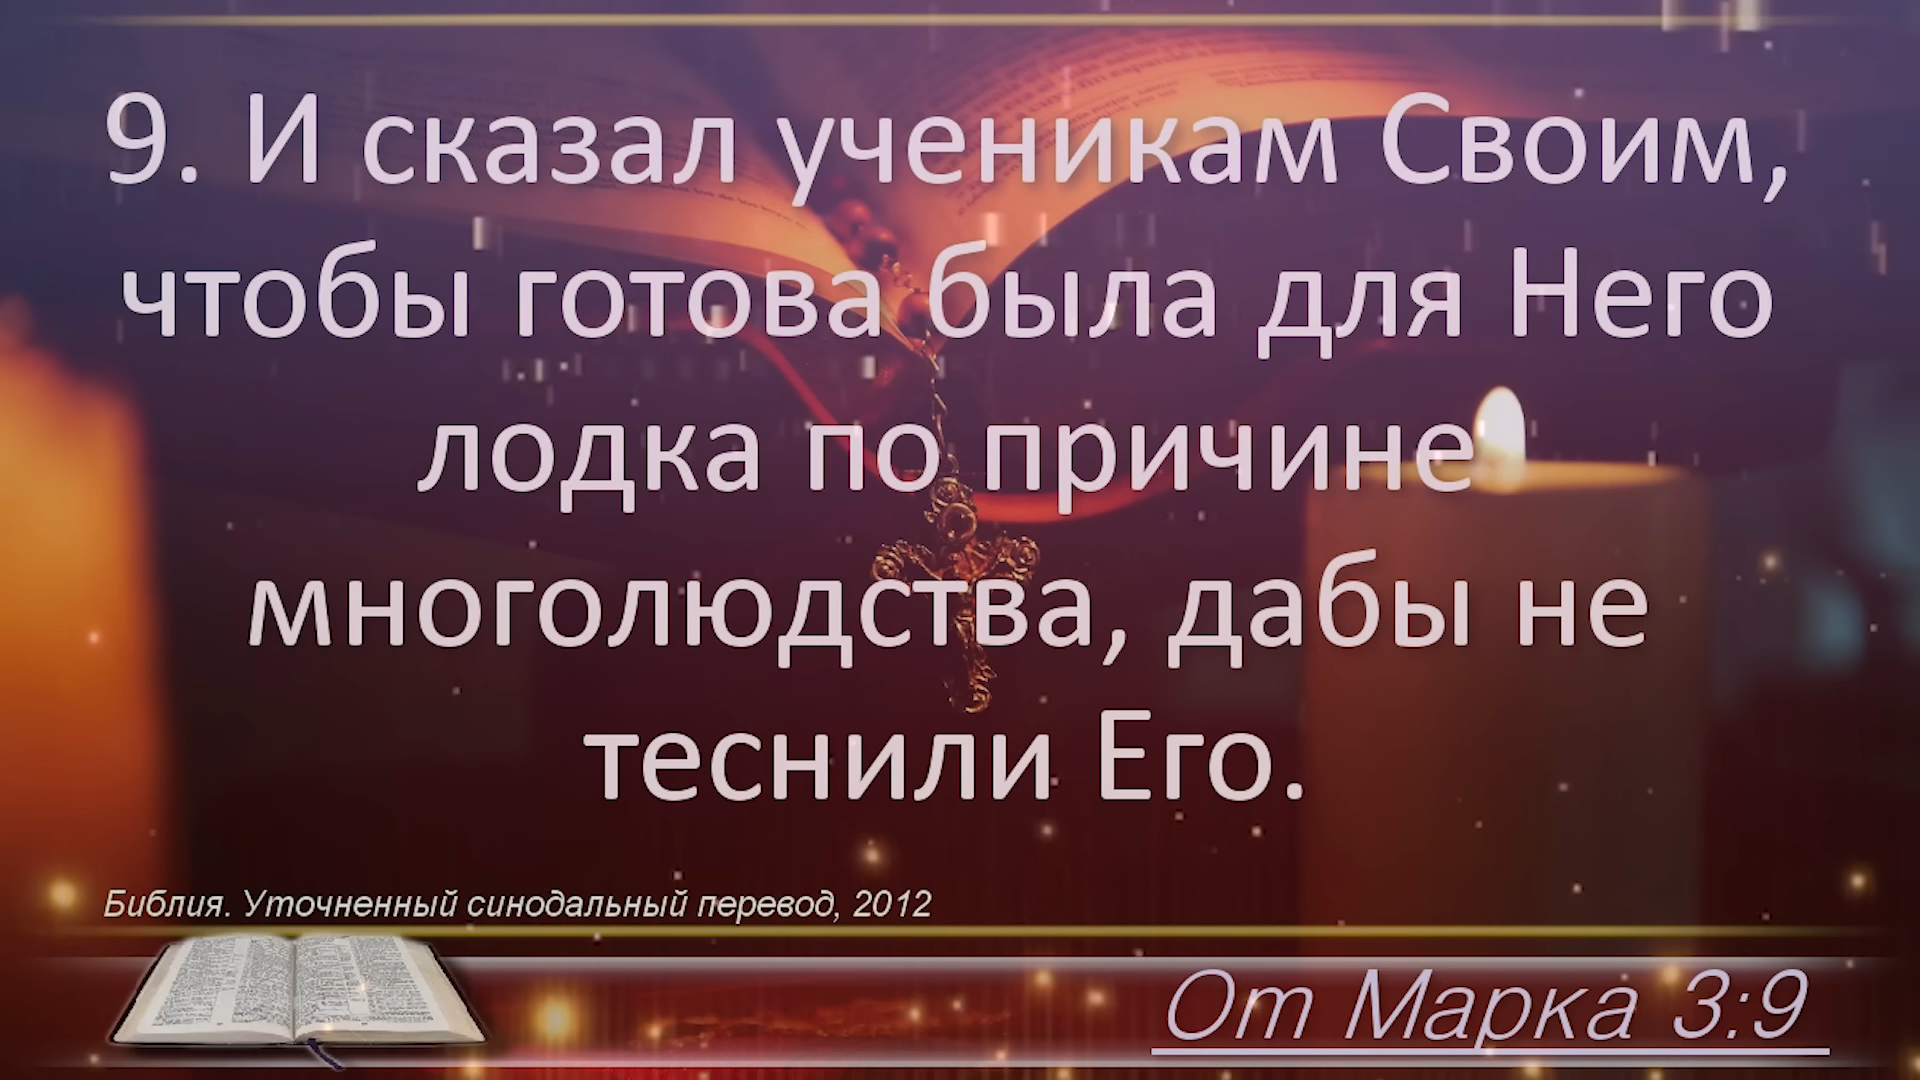 9. И сказал ученикам Своим,
чтобы готова была для Него
лодка по причине
многолюдства, дабы не
теснили Его.
Библия. Уточненный синодальный перевод, 2012
От Марка 3:9